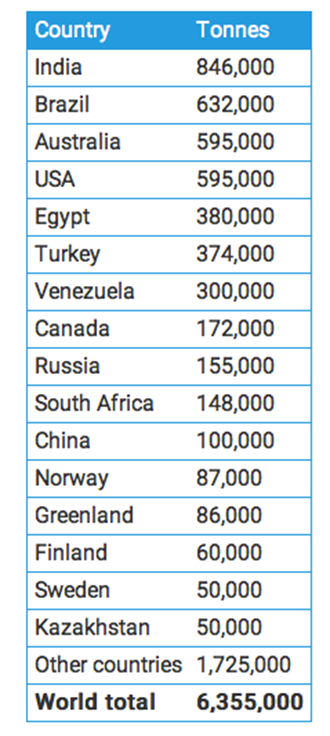 Country Tonnes
India 846,000
Brazil 632,000
Australia 595,000
USA 595,000
Egypt 380,000
Turkey 374,000
Venezuela 300,000
Canada 172,000
Russia 155,000
South Africa 148,000
China 100,000
Norway 87,000
Greenland 86,000
Finland 60,000
Sweden 50,000
Kazakhstan 50,000
Other countries 1,725,000
World total 6,355,000